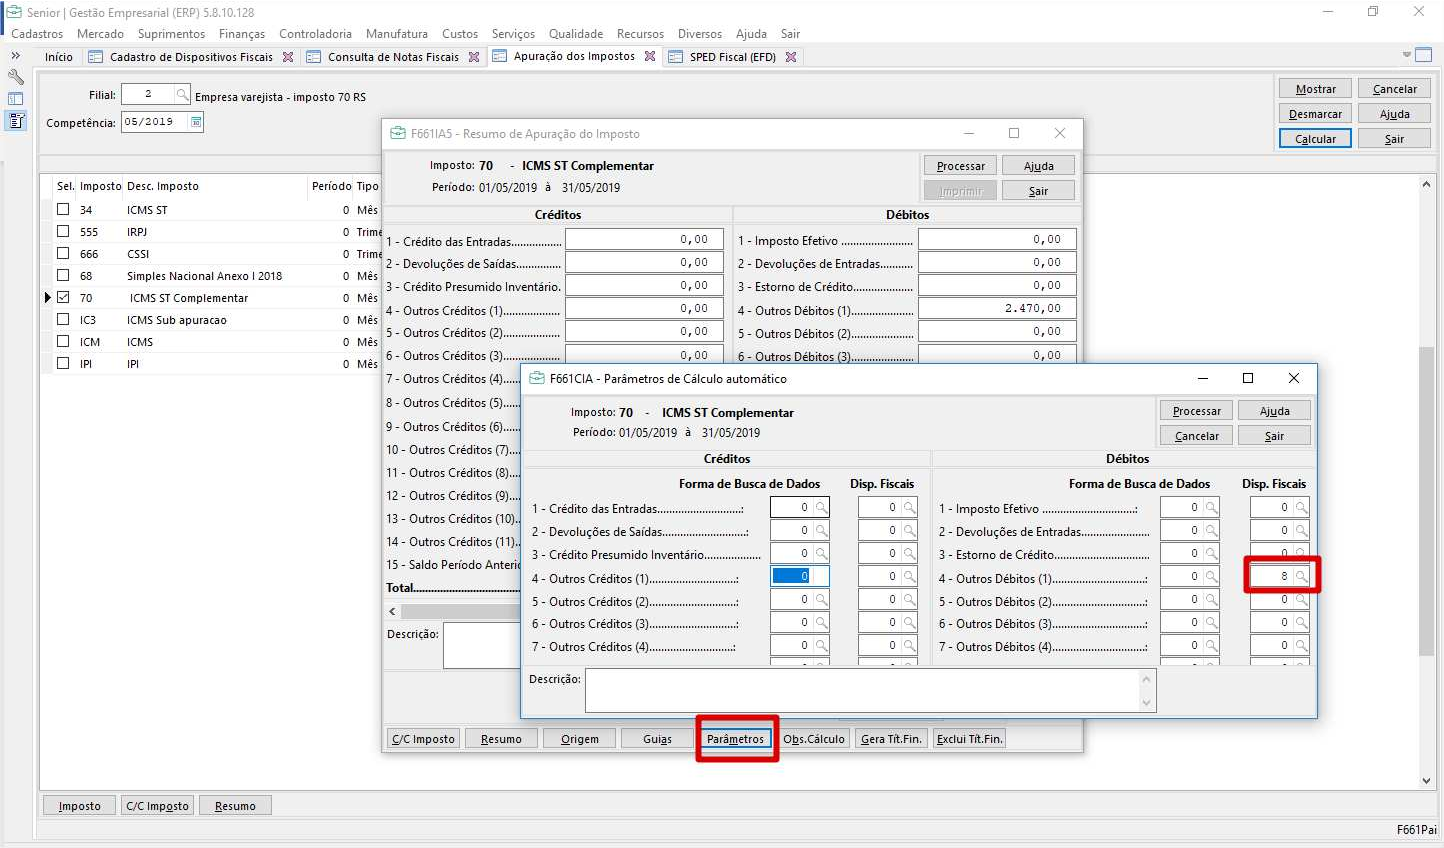 Senior | Gestão Empresarial (ERP) 5.8.10.128
Cadastros Mercado Suprimentos Finanças Controladoria Manufatura Custos Serviços Qualidade Recursos Diversos Ajuda Sair
Início Cadastro de Dispositivos Fiscais Consulta de Notas Fiscais Apuração dos Impostos SPED Fiscal (EFD)
Filial: 2 Empresa varejista - imposto 70 RS
Competência: 05/2019
Mostrar Cancelar
Desmarcar Ajuda
Calcular Sair
Sel. Imposto Desc. Imposto Período Tipo
34 ICMS ST 0 Mês
555 IRPJ 0 Trime
666 CSSI 0 Trime
68 Simples Nacional Anexo I 2018 0 Mês
70 ICMS ST Complementar 0 Mês
IC3 ICMS Sub apuracao 0 Mês
ICM ICMS 0 Mês
IPI IPI 0 Mês
F661IA5 - Resumo de Apuração do Imposto
Imposto: 70 - ICMS ST Complementar
Período: 01/05/2019 à 31/05/2019
Processar Ajuda
Imprimir Sair
Créditos Débitos
1 - Crédito das Entradas................ 0,00 1 - Imposto Efetivo ....................... 0,00
2 - Devoluções de Saídas.............. 0,00 2 - Devoluções de Entradas........... 0,00
3 - Crédito Presumido Inventário. 0,00 3 - Estorno de Crédito.................... 0,00
4 - Outros Créditos (1)................... 0,00 4 - Outros Débitos (1)..................... 2.470,00
5 - Outros Créditos (2)................... 0,00 5 - Outros Débitos (2)..................... 0,00
6 - Outros Créditos (3)................... 0,00 6 - Outros Débitos (3)..................... 0,00
7 - Outros Créditos (4)....
8 - Outros Créditos (5)....
9 - Outros Créditos (6)....
10 - Outros Créditos (7)...
11 - Outros Créditos (8)...
12 - Outros Créditos (9)...
13 - Outros Créditos (10)..
14 - Outros Créditos (11)..
15 - Saldo Período Anteri
Total....................................
Descrição:
F661CIA - Parâmetros de Cálculo automático
Imposto: 70 - ICMS ST Complementar
Período: 01/05/2019 à 31/05/2019
Processar Ajuda
Cancelar Sair
Créditos Débitos
Forma de Busca de Dados Disp. Fiscais Forma de Busca de Dados Disp. Fiscais
1 - Crédito das Entradas..........................: 0 0 1 - Imposto Efetivo ...............................: 0 0
2 - Devoluções de Saídas..........................: 0 0 2 - Devoluções de Entradas....................... 0 0
3 - Crédito Presumido Inventário.................. 0 0 3 - Estorno de Crédito................................ 0 0
4 - Outros Créditos (1).............................: 0 0 4 - Outros Débitos (1)...............................: 0 8
5 - Outros Créditos (2).............................: 0 0 5 - Outros Débitos (2)...............................: 0 0
6 - Outros Créditos (3).............................: 0 0 6 - Outros Débitos (3)...............................: 0 0
7 - Outros Créditos (4).............................: 0 0 7 - Outros Débitos (4)...............................: 0 0
Descrição:
C/C Imposto Resumo Origem Guias Parâmetros Obs.Cálculo Gera Tít.Fin. Exclui Tít.Fin.
Imposto C/C Imposto Resumo
F661Pai